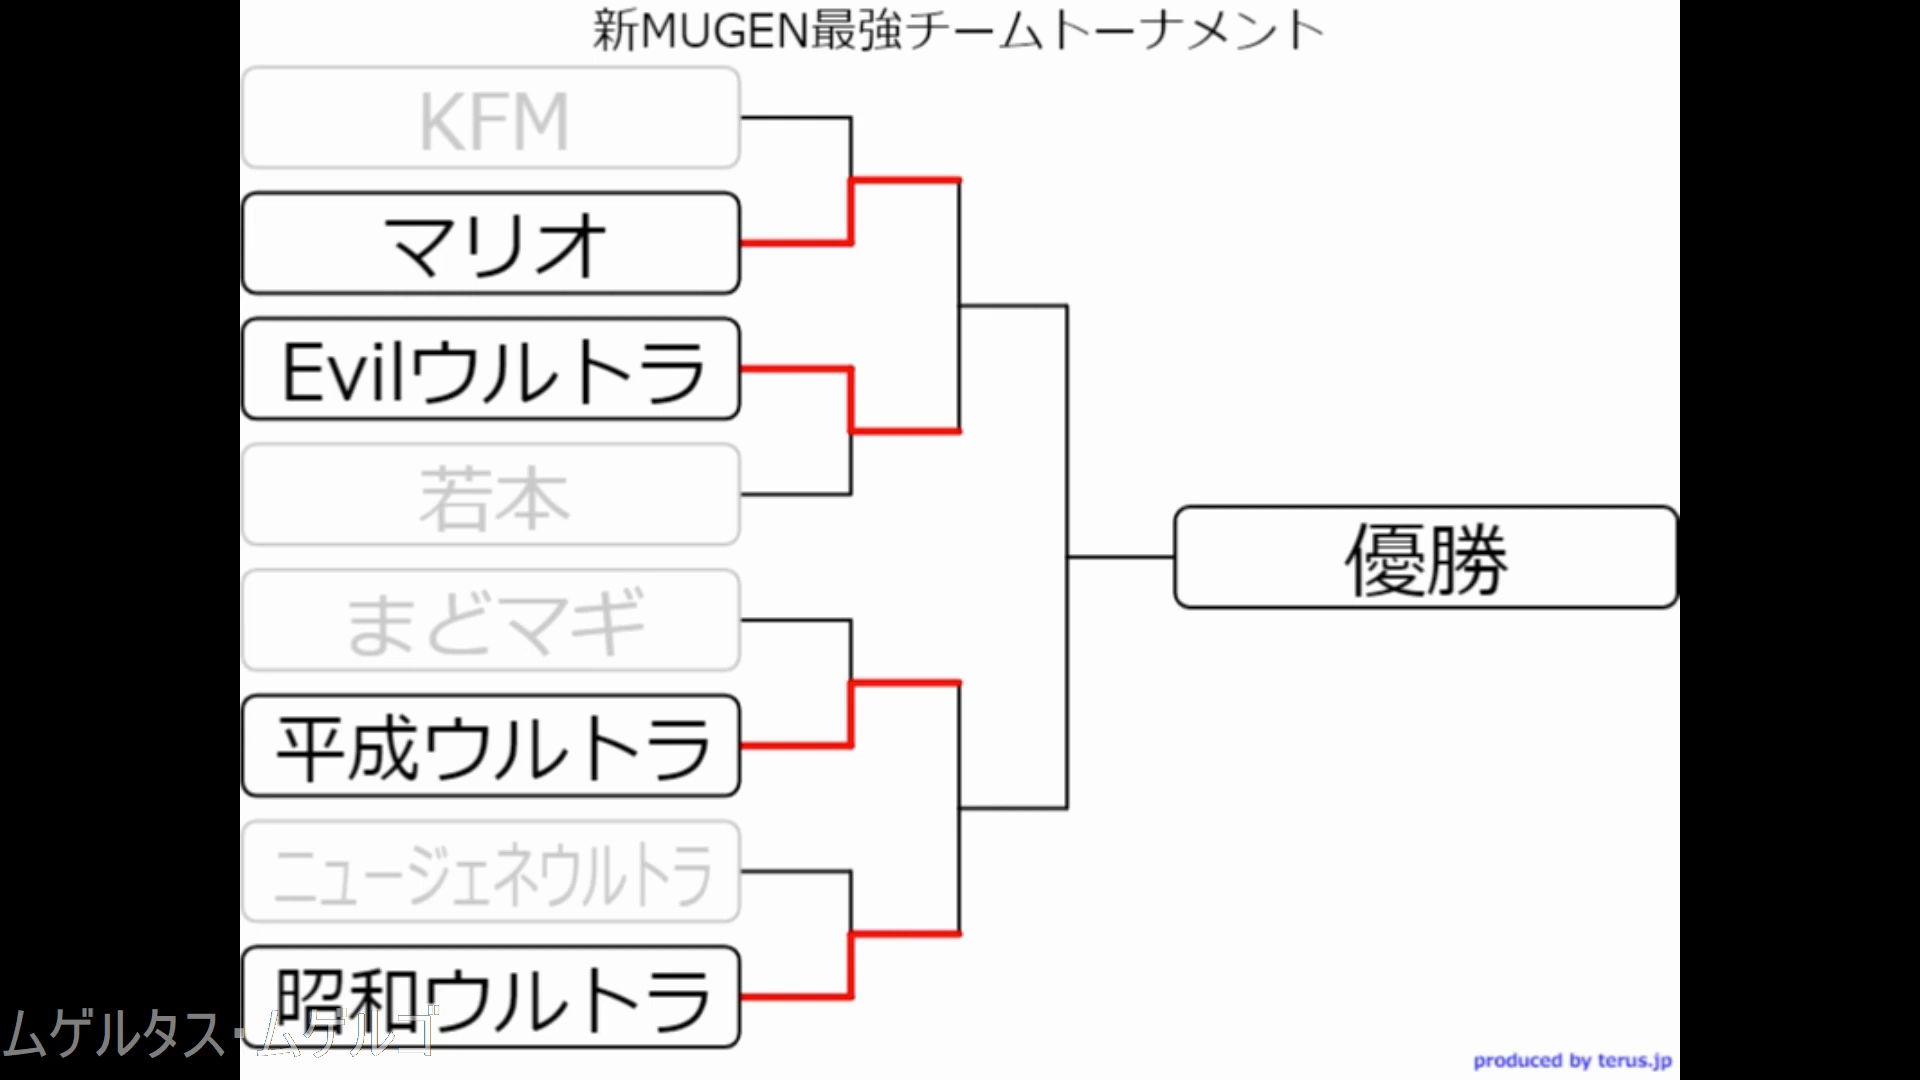 新MUGEN最強チームトーナメント
KFM
マリオ
Evilウルトラ
若本
優勝
まどマギ
平成ウルトラ
ニュージェネウルトラ
昭和ウルトラ
ムゲルタス・ムゲルゴ
produced by terus.jp